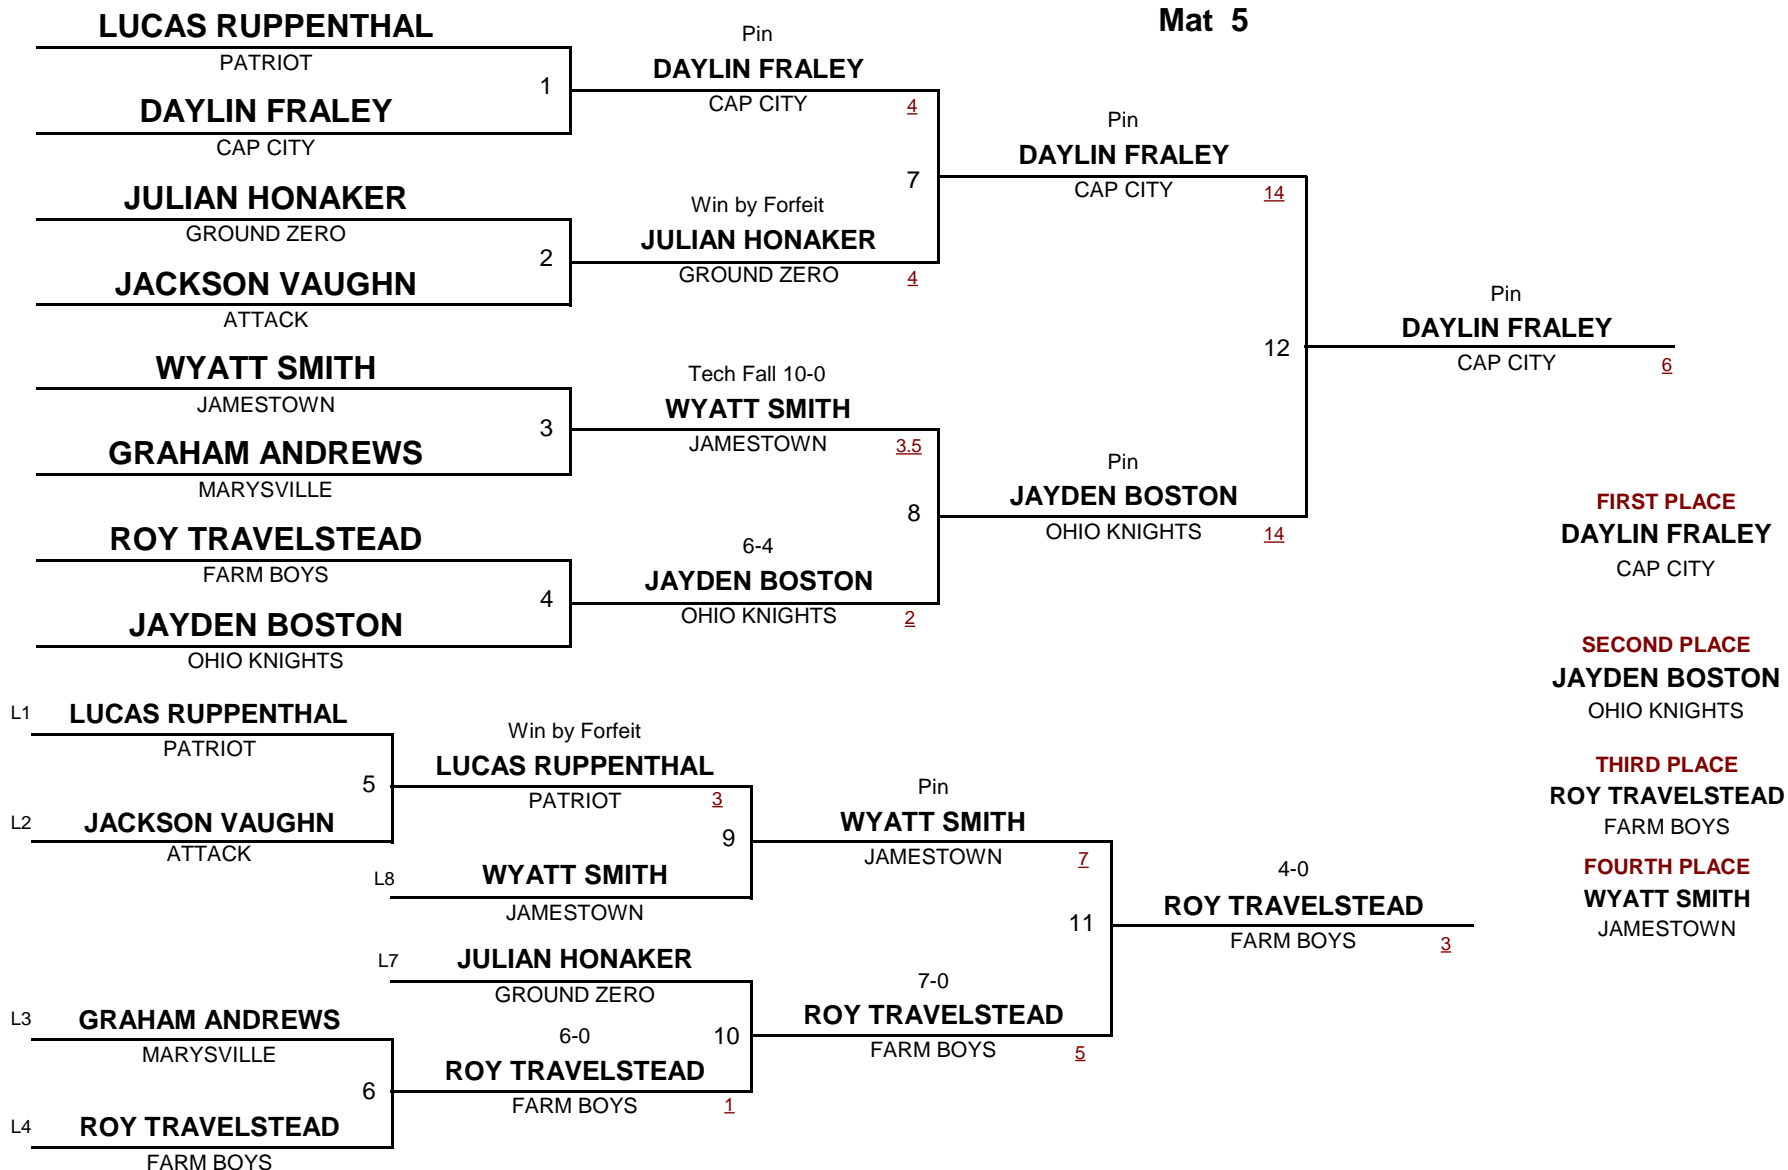 Mat 5
LUCAS RUPPENTHAL
PATRIOT
1
DAYLIN FRALEY
CAP CITY
JULIAN HONAKER
GROUND ZERO
2
JACKSON VAUGHN
ATTACK
WYATT SMITH
JAMESTOWN
3
GRAHAM ANDREWS
MARYSVILLE
ROY TRAVELSTEAD
FARM BOYS
4
JAYDEN BOSTON
OHIO KNIGHTS
Pin
DAYLIN FRALEY
CAP CITY 4
7
Win by Forfeit
JULIAN HONAKER
GROUND ZERO 4
Tech Fall 10-0
WYATT SMITH
JAMESTOWN 3.5
8
6-4
JAYDEN BOSTON
OHIO KNIGHTS 2
Pin
DAYLIN FRALEY
CAP CITY 14
12
Pin
JAYDEN BOSTON
OHIO KNIGHTS 14
Pin
DAYLIN FRALEY
CAP CITY 6
FIRST PLACE
DAYLIN FRALEY
CAP CITY
SECOND PLACE
JAYDEN BOSTON
OHIO KNIGHTS
THIRD PLACE
ROY TRAVELSTEAD
FARM BOYS
FOURTH PLACE
WYATT SMITH
JAMESTOWN
L1 LUCAS RUPPENTHAL
PATRIOT
5
L2 JACKSON VAUGHN
ATTACK
L3 GRAHAM ANDREWS
MARYSVILLE
6
L4 ROY TRAVELSTEAD
FARM BOYS
Win by Forfeit
LUCAS RUPPENTHAL
PATRIOT 3
9
L8 WYATT SMITH
JAMESTOWN
L7 JULIAN HONAKER
GROUND ZERO
10
6-0
ROY TRAVELSTEAD
FARM BOYS 1
Pin
WYATT SMITH
JAMESTOWN 7
11
7-0
ROY TRAVELSTEAD
FARM BOYS 5
4-0
ROY TRAVELSTEAD
FARM BOYS 3